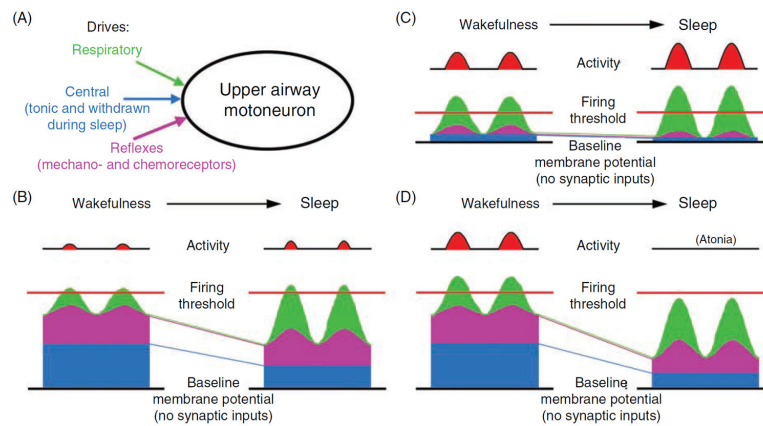 (A)
Drives:
Respiratory
Central
(tonic and withdrawn
during sleep)
Reflexes
(mechano- and chemoreceptors)
Upper airway
motoneuron
(B)
Wakefulness
Sleep
Activity
Firing
threshold
Baseline
membrane potential
(no synaptic inputs)
(C)
Wakefulness
Sleep
Activity
Firing
threshold
Baseline
membrane potential
(no synaptic inputs)
(D)
Wakefulness
Sleep
Activity
(Atonia)
Firing
threshold
Baseline
membrane potential
(no synaptic inputs)